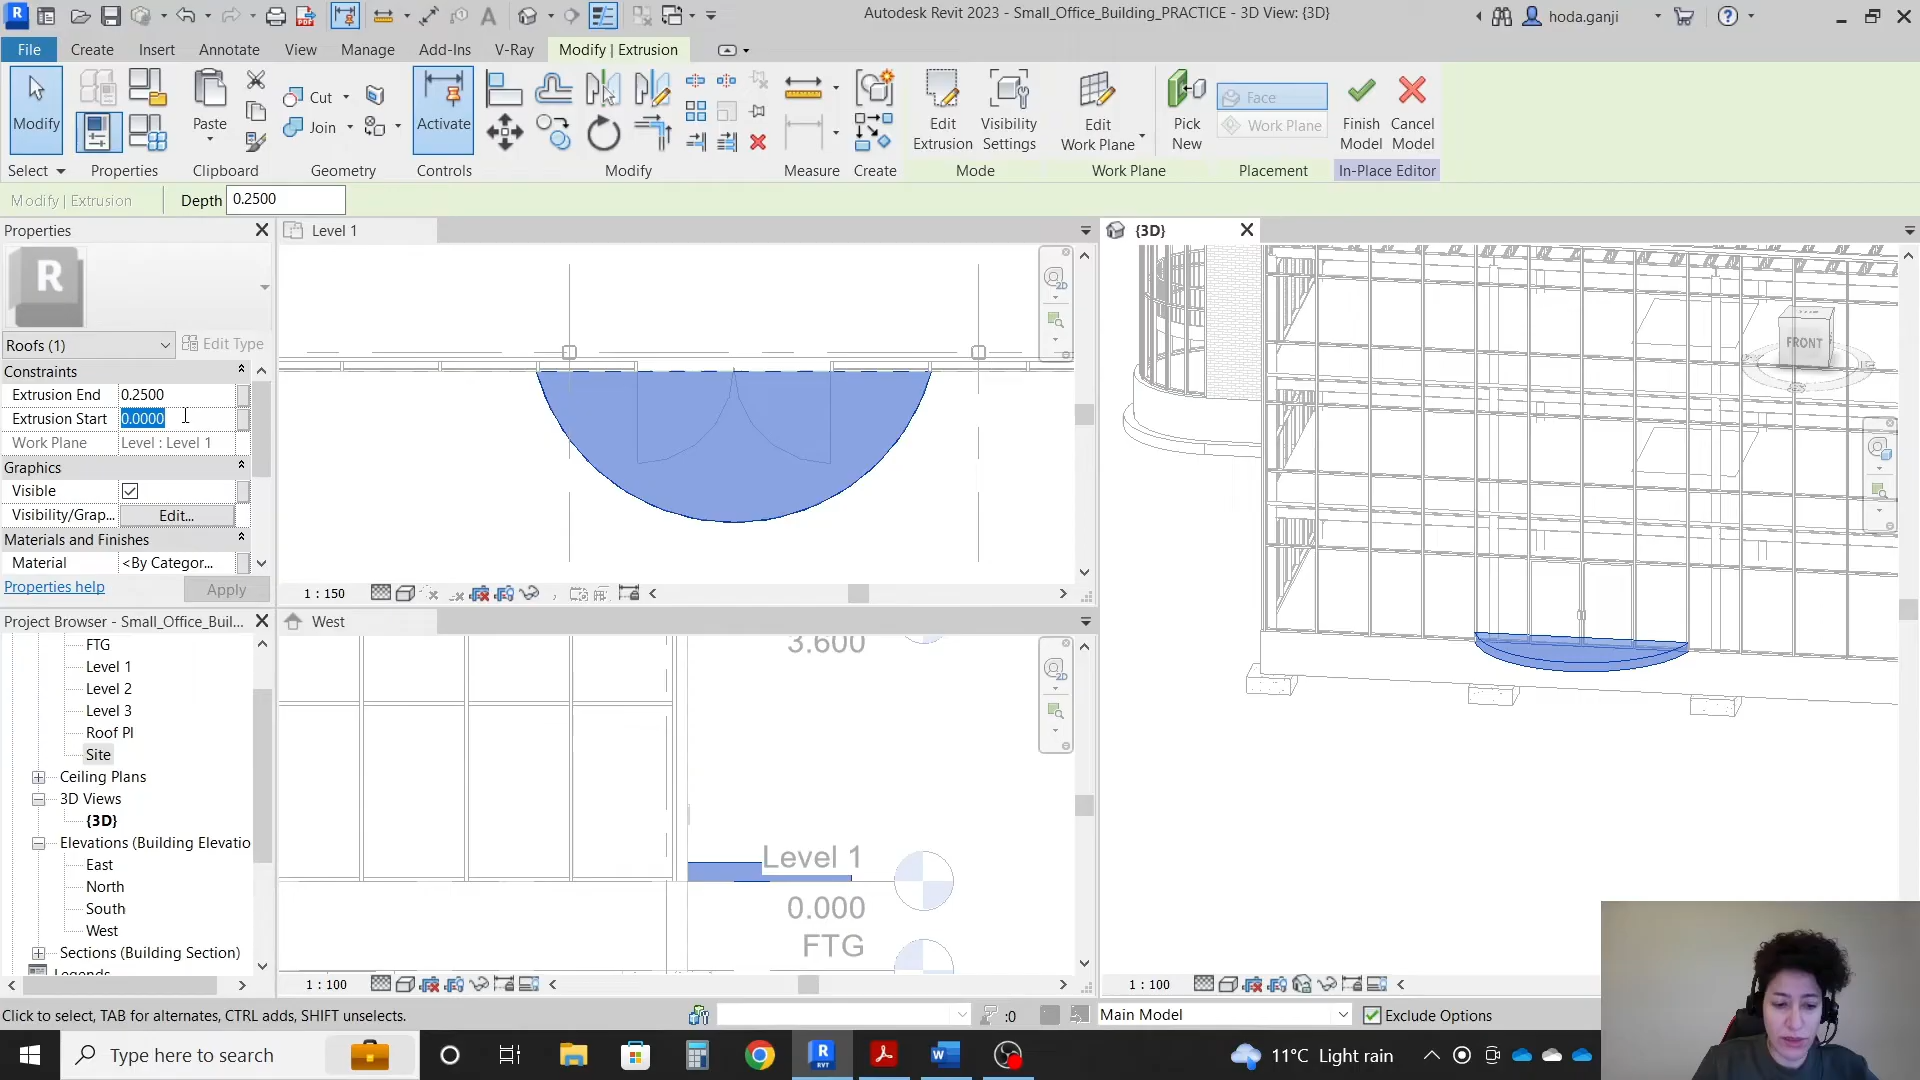 Autodesk Revit 2023 - Small_Office_Building_PRACTICE - 3D View: {3D}
hoda.ganji
File Create Insert Annotate View Manage Add-Ins V-Ray Modify | Extrusion
Modify
Paste
Cut
Join
Activate
Edit Extrusion
Visibility Settings
Edit Work Plane
Pick New
Face
Work Plane
Finish Model
Cancel Model
Select Properties Clipboard Geometry Controls Modify Measure Create Mode Work Plane Placement In-Place Editor
Modify | Extrusion Depth 0.2500
Properties
R
Roofs (1) Edit Type
Constraints
Extrusion End 0.2500
Extrusion Start 0.0000
Work Plane Level : Level 1
Graphics
Visible
Visibility/Grap... Edit...
Materials and Finishes
Material <By Categor...
Properties help Apply
Project Browser - Small_Office_Buil...
FTG
Level 1
Level 2
Level 3
Roof Pl
Site
Ceiling Plans
3D Views
{3D}
Elevations (Building Elevatio
East
North
South
West
Sections (Building Section)
Legends
Level 1
2D
1 : 150
West
3.600
2D
Level 1
0.000
FTG
1 : 100
{3D}
FRONT
1 : 100
Click to select, TAB for alternates, CTRL adds, SHIFT unselects.
:0
Main Model
Exclude Options
Type here to search
11°C Light rain